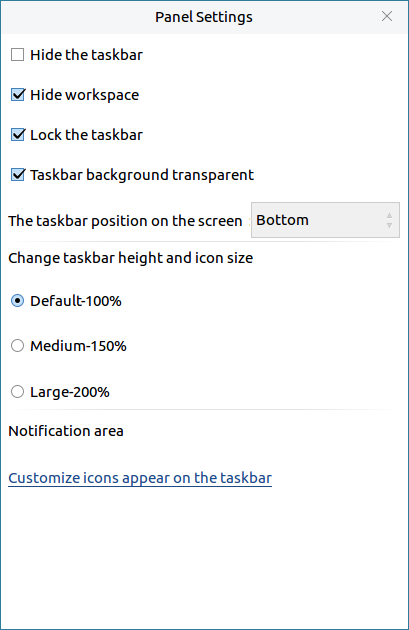 Panel Settings
Hide the taskbar
Hide workspace
Lock the taskbar
Taskbar background transparent
The taskbar position on the screen Bottom
Change taskbar height and icon size
Default-100%
Medium-150%
Large-200%
Notification area
Customize icons appear on the taskbar